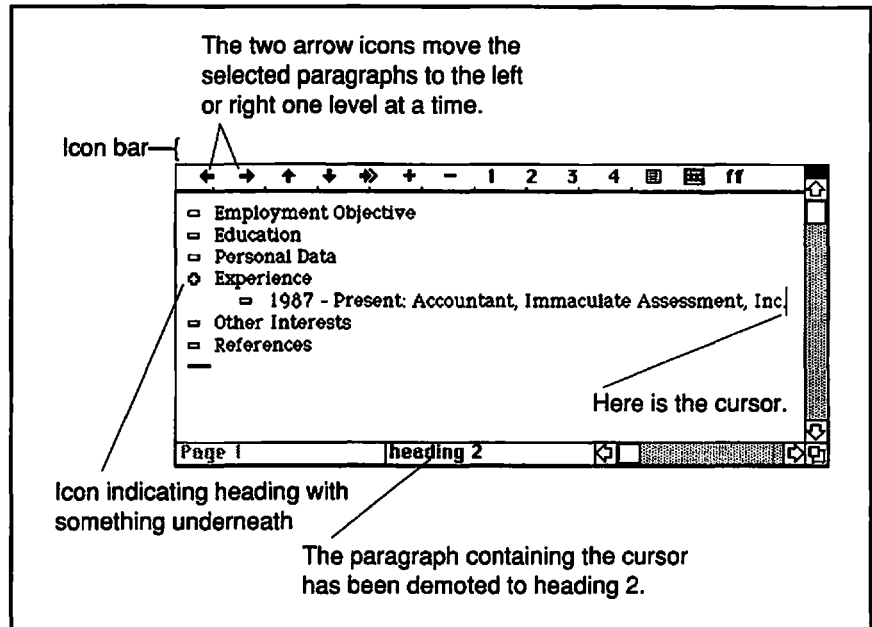 The two arrow icons move the
selected paragraphs to the left
or right one level at a time.
Icon bar
+ - 1 2 3 4 ff
Employment Objective
Education
Personal Data
Experience
1987 - Present: Accountant, Immaculate Assessment, Inc.
Other Interests
References
Here is the cursor.
Page 1 heading 2
Icon indicating heading with
something underneath
The paragraph containing the cursor
has been demoted to heading 2.